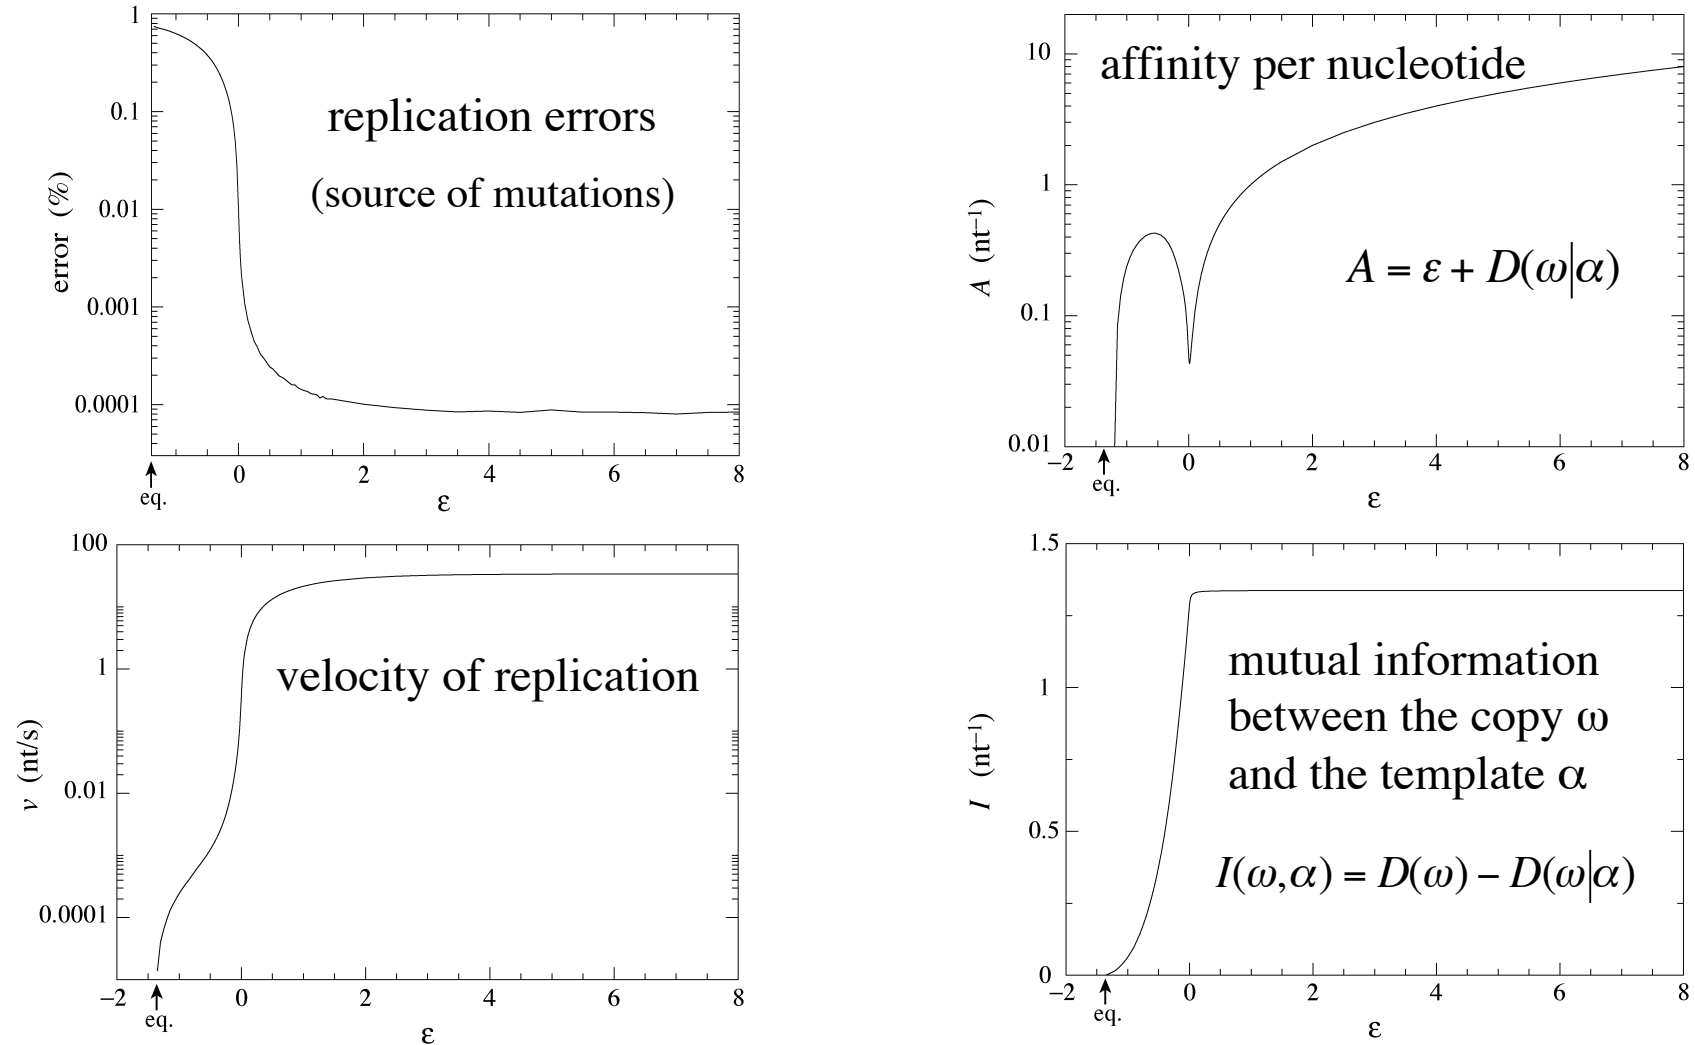 1
0.1
0.01
0.001
0.0001
error (%)
replication errors
(source of mutations)
0 2 4 6 8
eq.
ε
10
1
0.1
0.01
A (nt⁻¹)
affinity per nucleotide
A = ε + D(ω|α)
−2 0 2 4 6 8
eq.
ε
100
1
0.01
0.0001
v (nt/s)
velocity of replication
−2 0 2 4 6 8
eq.
ε
1.5
1
0.5
0
I (nt⁻¹)
mutual information
between the copy ω
and the template α
I(ω,α) = D(ω) − D(ω|α)
−2 0 2 4 6 8
eq.
ε